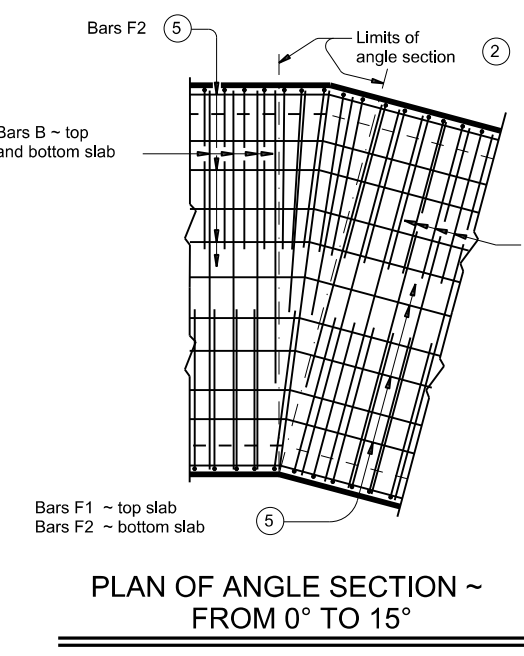 Bars F2 5
Limits of
angle section
2
Bars B ~ top
and bottom slab
Bars F1 ~ top slab
Bars F2 ~ bottom slab
5
PLAN OF ANGLE SECTION ~
FROM 0° TO 15°